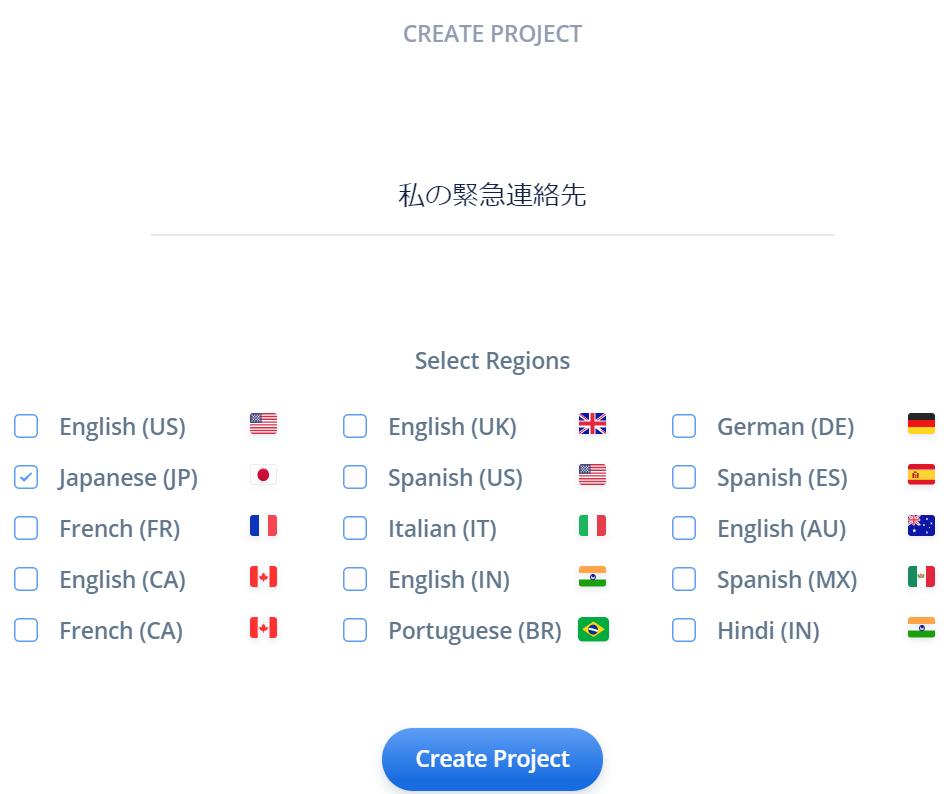 CREATE PROJECT
私の緊急連絡先
Select Regions
English (US) English (UK) German (DE)
Japanese (JP) Spanish (US) Spanish (ES)
French (FR) Italian (IT) English (AU)
English (CA) English (IN) Spanish (MX)
French (CA) Portuguese (BR) Hindi (IN)
Create Project